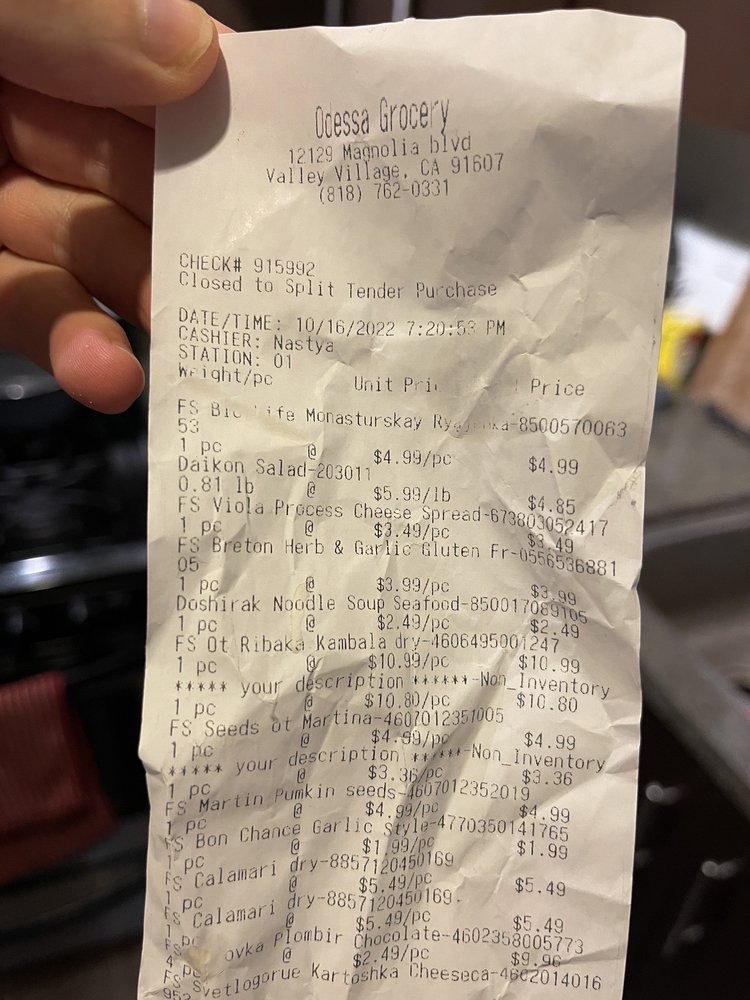 Odessa Grocery
12129 Magnolia blvd
Valley Village, CA 91607
(818) 762-0331
CHECK# 915992
Closed to Split Tender Purchase
DATE/TIME: 10/16/2022 7:20:53 PM
CASHIER: Nastya
STATION: 01
Weight/pc Unit Price Price
FS Bio Life Monasturskay -8500570063
53
1 pc @ $4.99/pc $4.99
Daikon Salad-203011
0.81 lb @ $5.99/lb $4.85
FS Viola Process Cheese Spread-673803052417
1 pc @ $3.49/pc $3.49
FS Breton Herb & Garlic Gluten Fr-0556536881
05
1 pc @ $3.99/pc $3.99
Doshirak Noodle Soup Seafood-850017089105
1 pc @ $2.49/pc $2.49
FS Ot Ribaka Kambala dry-4606495001247
1 pc @ $10.99/pc $10.99
***** your description ******-Non_Inventory
1 pc @ $10.80/pc $10.80
FS Seeds ot Martina-4607012351005
1 pc @ $4.99/pc $4.99
***** your description ******-Non_Inventory
1 pc @ $3.36/pc $3.36
FS Martin Pumkin seeds-4607012352019
1 pc @ $4.99/pc $4.99
FS Bon Chance Garlic Style-4770350141765
1 pc @ $1.99/pc $1.99
FS Calamari dry-8857120450169
1 pc @ $5.49/pc $5.49
FS Calamari dry-8857120450169
1 pc @ $5.49/pc $5.49
FS Plombir Chocolate-4602358005773
4 pc @ $2.49/pc $9.96
FS Svetlogorue Kartoshka Cheeseca-4602014016